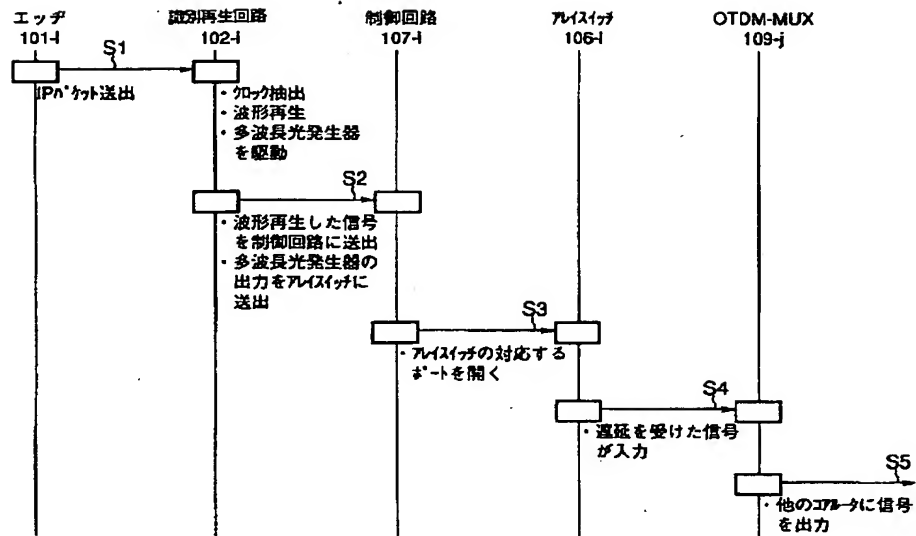 エッヂ
101-i
識別再生回路
102-i
制御回路
107-i
アレイスイッチ
106-i
OTDM-MUX
109-j
S1
IPパケット送出
・クロック抽出
・波形再生
・多波長光発生器
を駆動
S2
・波形再生した信号
を制御回路に送出
・多波長光発生器の
出力をアレイスイッチに
送出
S3
・アレイスイッチの対応する
ポートを開く
S4
・遅延を受けた信号
が入力
S5
・他のコアルータに信号
を出力